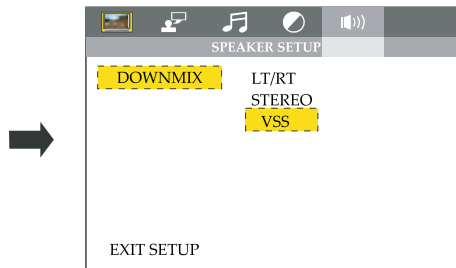 SPEAKER SETUP
DOWNMIX LT/RT
STEREO
VSS
EXIT SETUP